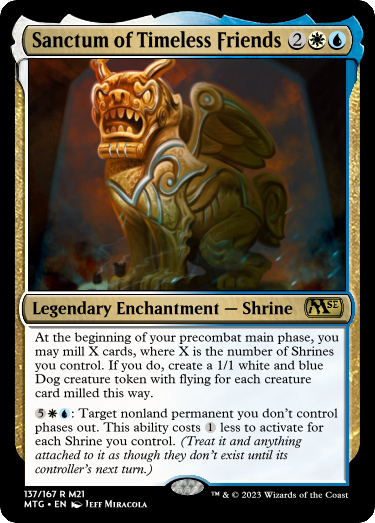 Sanctum of Timeless Friends 2
Legendary Enchantment — Shrine M SE
At the beginning of your precombat main phase, you
may mill X cards, where X is the number of Shrines
you control. If you do, create a 1/1 white and blue
Dog creature token with flying for each creature
card milled this way.
5: Target nonland permanent you don't control
phases out. This ability costs 1 less to activate for
each Shrine you control. (Treat it and anything
attached to it as though they don't exist until its
controller's next turn.)
137/167 R M21
MTG • EN Jeff Miracola
™ & © 2023 Wizards of the Coast